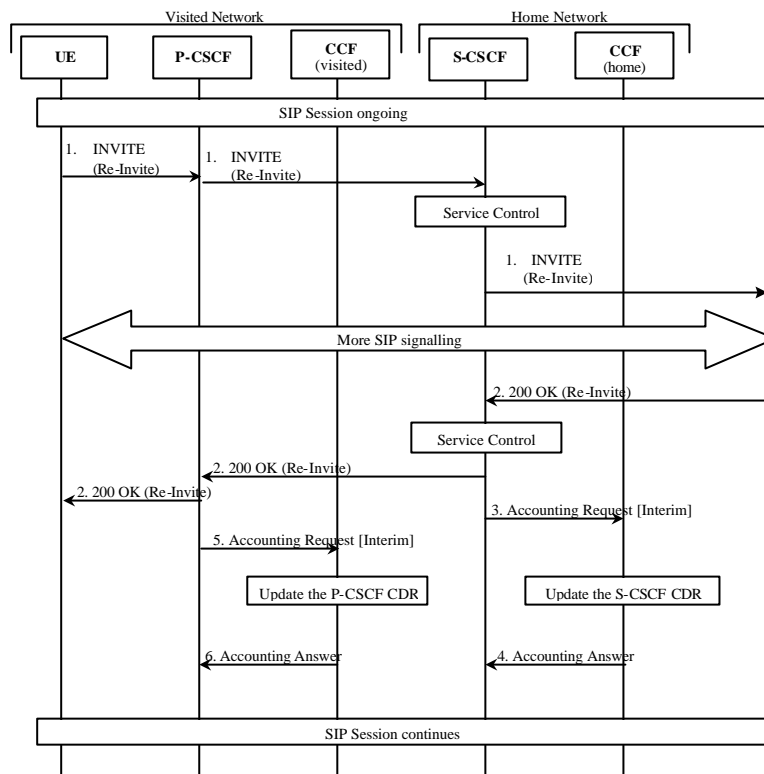 Visited Network
Home Network
UE
P-CSCF
CCF
(visited)
S-CSCF
CCF
(home)
SIP Session ongoing
1. INVITE
(Re-Invite)
1. INVITE
(Re-Invite)
Service Control
1. INVITE
(Re-Invite)
More SIP signalling
2. 200 OK (Re-Invite)
Service Control
2. 200 OK (Re-Invite)
2. 200 OK (Re-Invite)
3. Accounting Request [Interim]
5. Accounting Request [Interim]
Update the P-CSCF CDR
Update the S-CSCF CDR
6. Accounting Answer
4. Accounting Answer
SIP Session continues